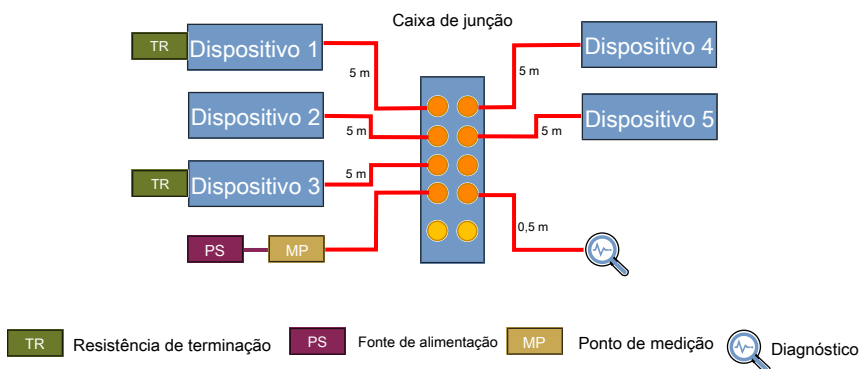 Caixa de junção
TR
Dispositivo 1
Dispositivo 4
5 m
5 m
Dispositivo 2
Dispositivo 5
5 m
5 m
TR
Dispositivo 3
5 m
0,5 m
PS
MP
TR
Resistência de terminação
PS
Fonte de alimentação
MP
Ponto de medição
Diagnóstico